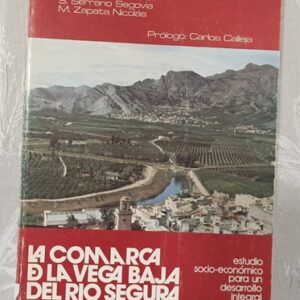 S. Serrano Segovia
M. Zapata Nicolás
Prólogo: Carlos Calleja
LA COMARCA
D LA VEGA BAJA
DEL RIO SEGURA
estudio
socio-económico
para un
desarrollo
integral